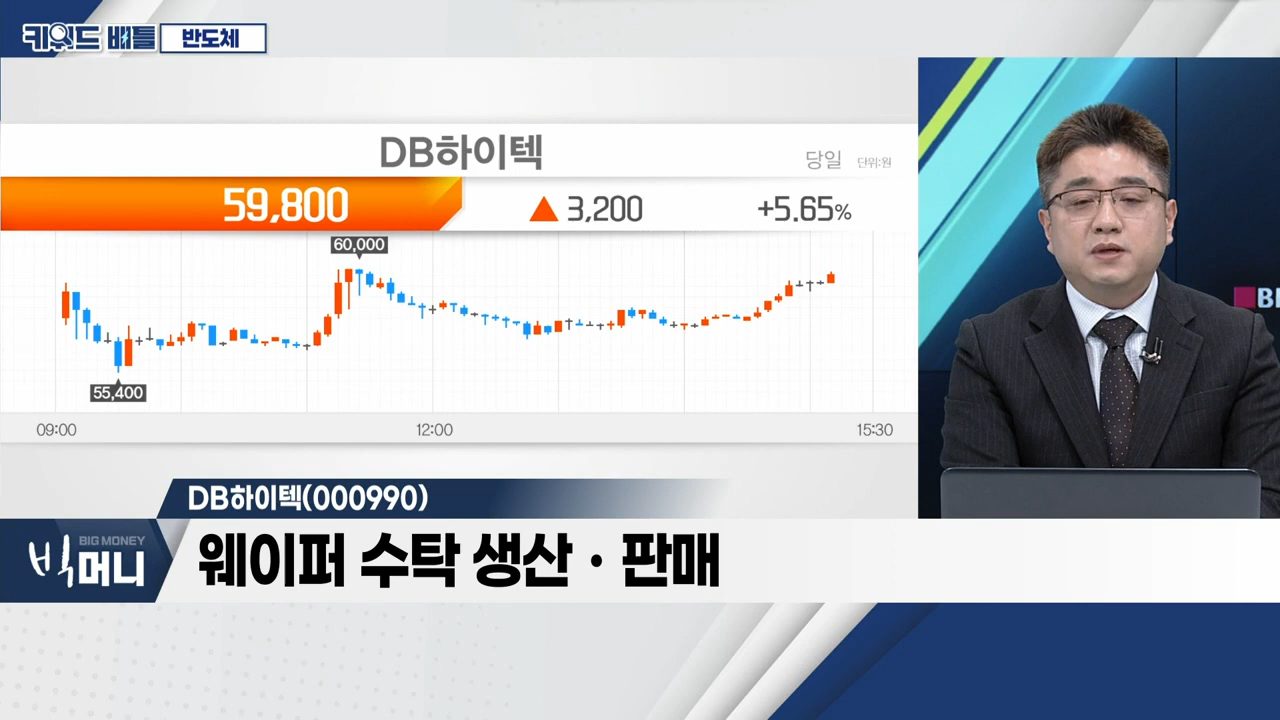 키워드 배틀 반도체
DB하이텍
당일 단위:원
59,800 ▲ 3,200 +5.65%
60,000
55,400
09:00 12:00 15:30
DB하이텍(000990)
BIG MONEY
빅머니
웨이퍼 수탁 생산·판매